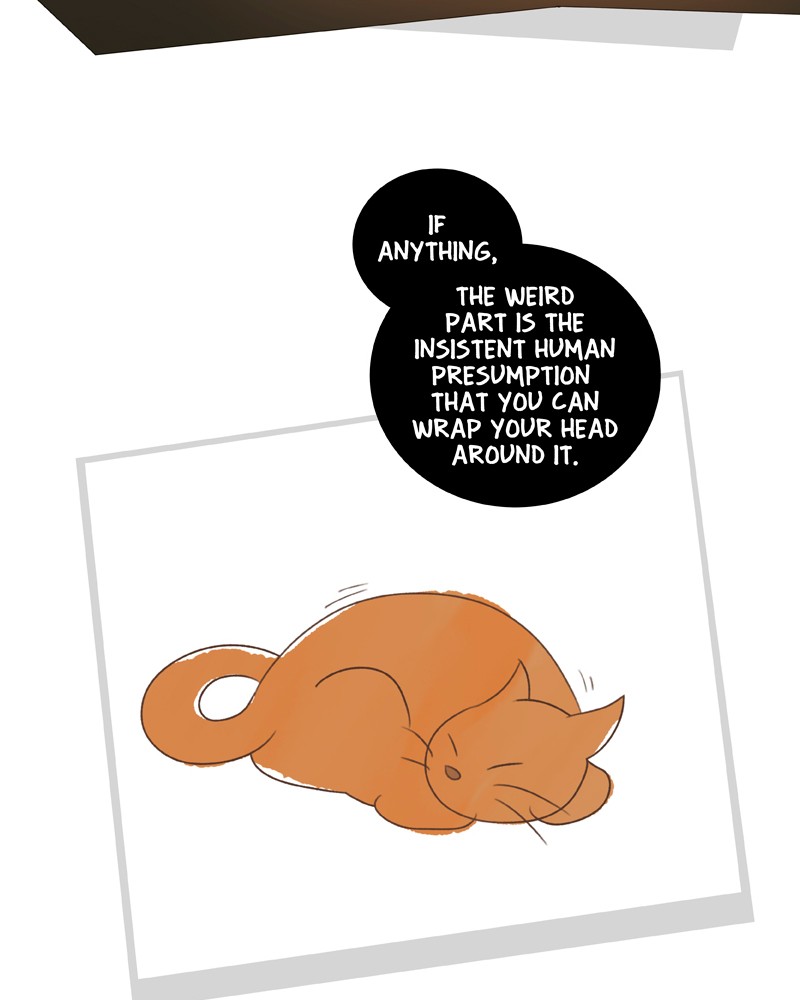 IF
ANYTHING,
THE WEIRD
PART IS THE
INSISTENT HUMAN
PRESUMPTION
THAT YOU CAN
WRAP YOUR HEAD
AROUND IT.